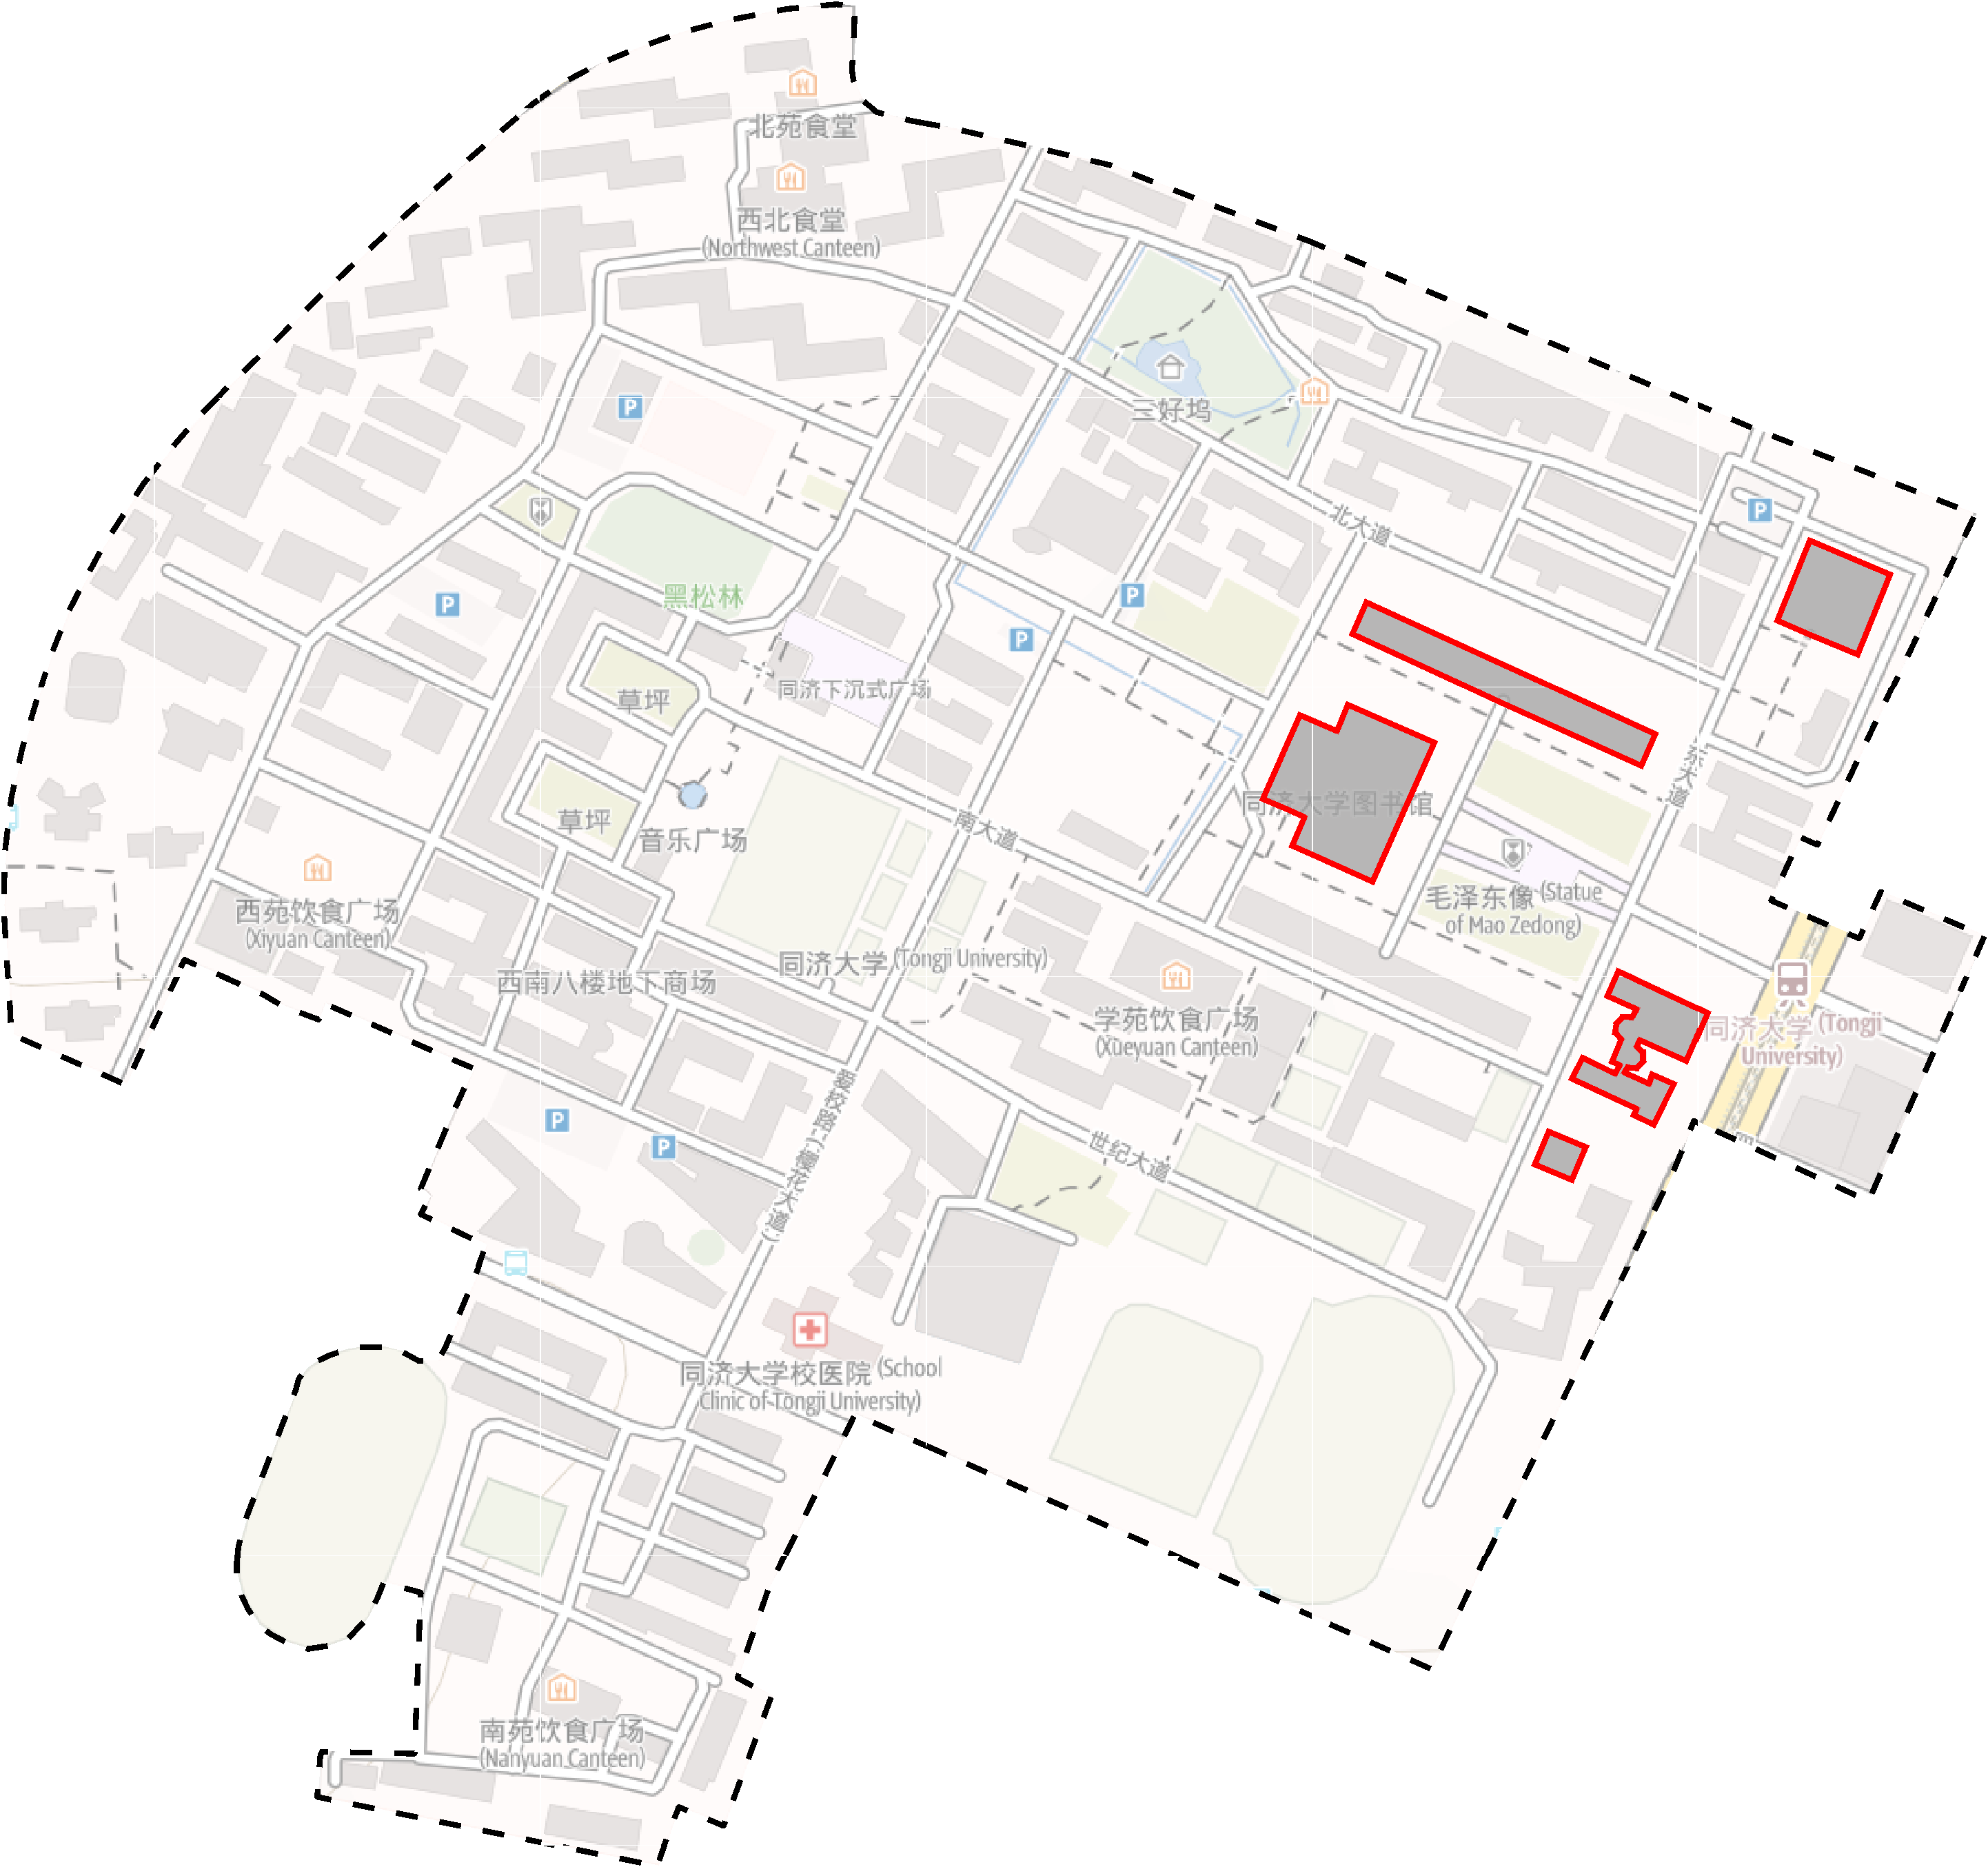 北苑食堂
西北食堂
(Northwest Canteen)
三好坞
P
北大道
P
黑松林
P
P
P
同济下沉式广场
草坪
东大道
草坪
音乐广场
南大道
同济大学图书馆
毛泽东像 (Statue
of Mao Zedong)
西苑饮食广场
(Xiyuan Canteen)
同济大学 (Tongji University)
西南八楼地下商场
学苑饮食广场
(Xueyuan Canteen)
同济大学 (Tongji
University)
爱校路 (樱花大道)
P
P
世纪大道
同济大学校医院 (School
Clinic of Tongji University)
南苑饮食广场
(Nanyuan Canteen)